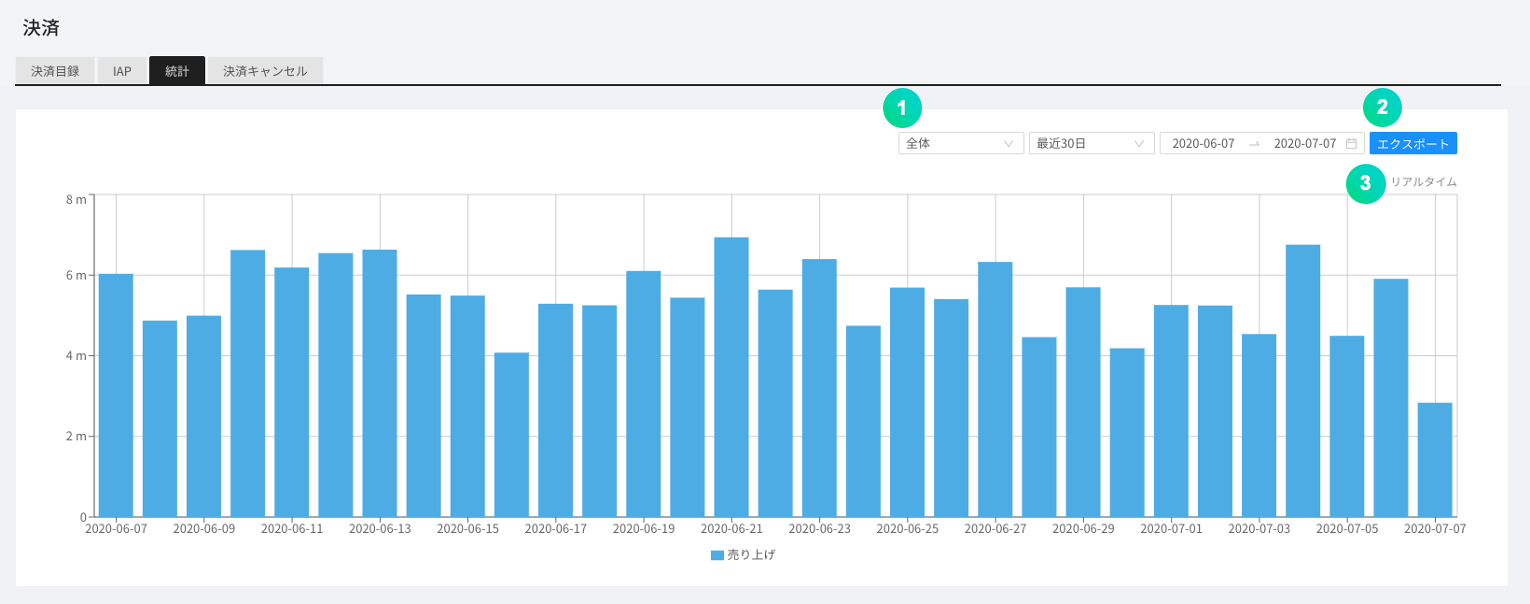 決済
決済目録 IAP 統計 決済キャンセル
1 2
全体 最近30日 2020-06-07 → 2020-07-07 エクスポート
3 リアルタイム
8 m
6 m
4 m
2 m
0
2020-06-07 2020-06-09 2020-06-11 2020-06-13 2020-06-15 2020-06-17 2020-06-19 2020-06-21 2020-06-23 2020-06-25 2020-06-27 2020-06-29 2020-07-01 2020-07-03 2020-07-05 2020-07-07
売り上げ